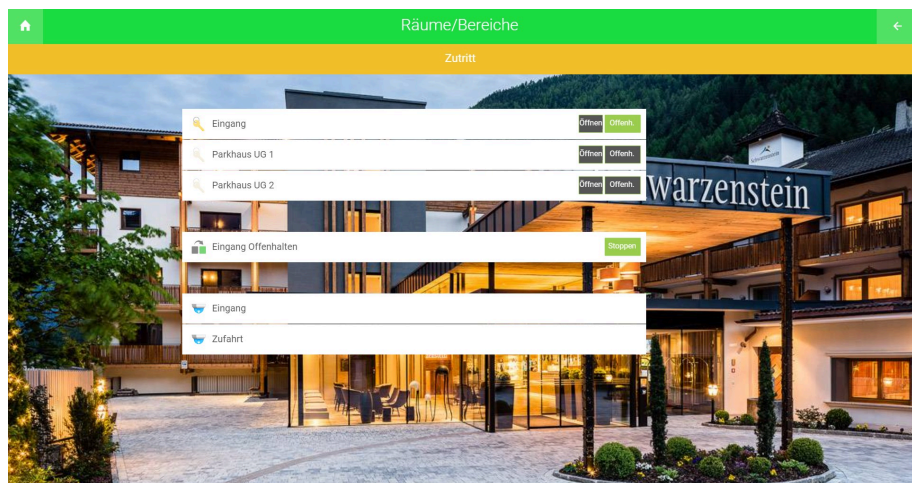 Räume/Bereiche
Zutritt
Eingang Öffnen Offenh.
Parkhaus UG 1 Öffnen Offenh.
Parkhaus UG 2 Öffnen Offenh.
warzenstein
Eingang Offenhalten Stoppen
Eingang
Zufahrt